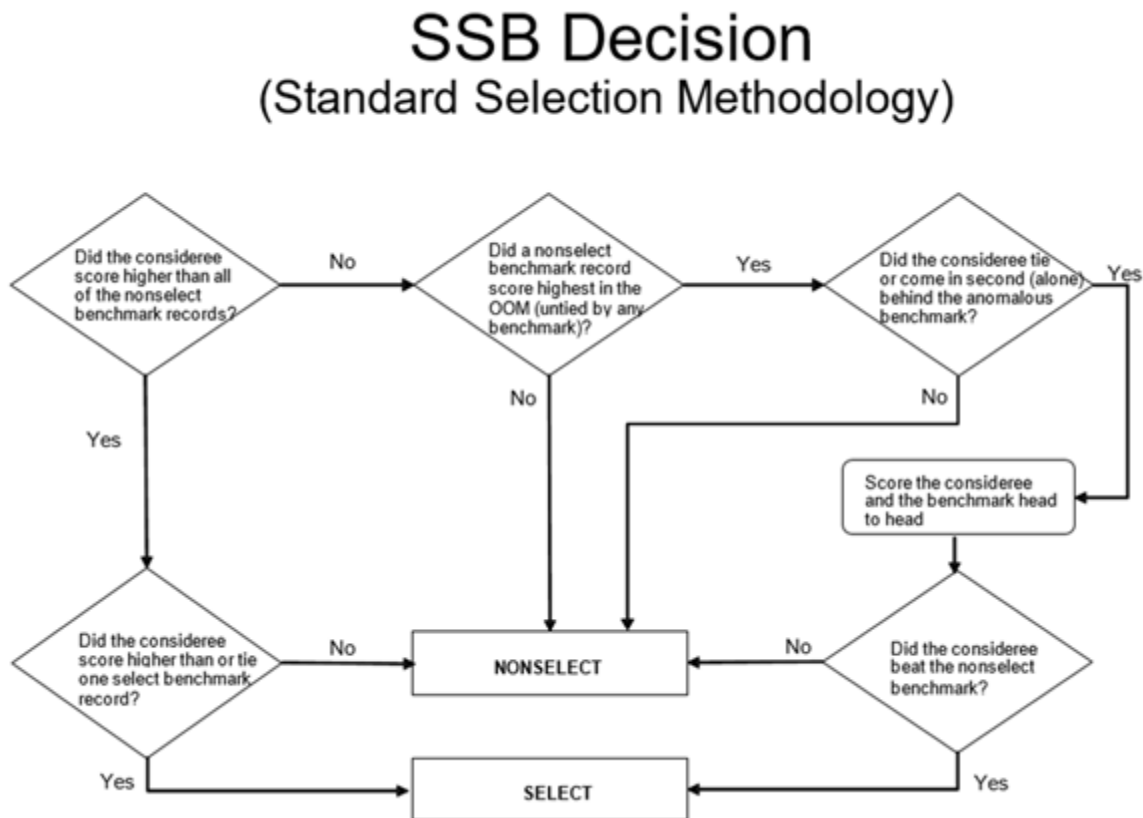 SSB Decision
(Standard Selection Methodology)
Did the consideree
score higher than all
of the nonselect
benchmark records?
No
Did a nonselect
benchmark record
score highest in the
OOM (untied by any
benchmark)?
Yes
Did the consideree tie
or come in second (alone)
behind the anomalous
benchmark?
Yes
Yes
No
No
Score the consideree
and the benchmark head
to head
Did the consideree
score higher than or tie
one select benchmark
record?
No
NONSELECT
No
Did the consideree
beat the nonselect
benchmark?
Yes
SELECT
Yes